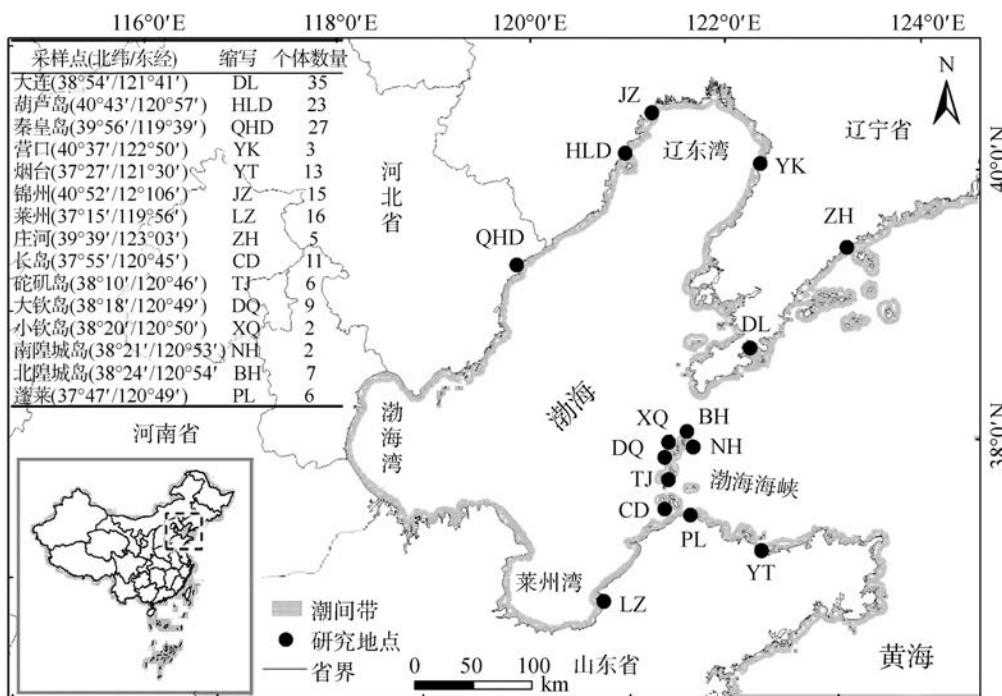 116°0′E 118°0′E 120°0′E 122°0′E 124°0′E
采样点(北纬/东经) 缩写 个体数量
大连(38°54′/121°41′) DL 35
葫芦岛(40°43′/120°57′) HLD 23
秦皇岛(39°56′/119°39′) QHD 27
营口(40°37′/122°50′) YK 3
烟台(37°27′/121°30′) YT 13
锦州(40°52′/12°106′) JZ 15
莱州(37°15′/119°56′) LZ 16
庄河(39°39′/123°03′) ZH 5
长岛(37°55′/120°45′) CD 11
砣矶岛(38°10′/120°46′) TJ 6
大钦岛(38°18′/120°49′) DQ 9
小钦岛(38°20′/120°50′) XQ 2
南隍城岛(38°21′/120°53′) NH 2
北隍城岛(38°24′/120°54′ BH 7
蓬莱(37°47′/120°49′) PL 6
N
JZ
辽宁省
辽东湾
HLD
YK
40°0′N
河北省
ZH
QHD
DL
渤海
XQ
BH
38°0′N
河南省
渤海湾
DQ
NH
TJ
渤海海峡
CD
PL
YT
莱州湾
LZ
潮间带
研究地点
省界
0 50 100
km
山东省
黄海